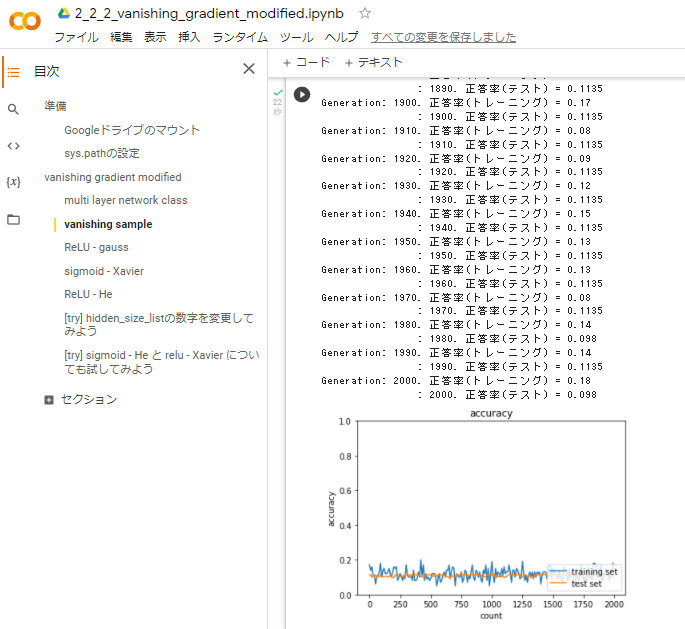 2_2_2_vanishing_gradient_modified.ipynb
ファイル 編集 表示 挿入 ランタイム ツール ヘルプ すべての変更を保存しました
目次
+ コード + テキスト
準備
Googleドライブのマウント
sys.pathの設定
vanishing gradient modified
multi layer network class
vanishing sample
ReLU - gauss
sigmoid - Xavier
ReLU - He
[try] hidden_size_listの数字を変更して
みよう
[try] sigmoid - He と relu - Xavier につい
ても試してみよう
セクション
22
秒
: 1890. 正答率(テスト) = 0.1135
Generation: 1900. 正答率(トレーニング) = 0.17
: 1900. 正答率(テスト) = 0.1135
Generation: 1910. 正答率(トレーニング) = 0.08
: 1910. 正答率(テスト) = 0.1135
Generation: 1920. 正答率(トレーニング) = 0.09
: 1920. 正答率(テスト) = 0.1135
Generation: 1930. 正答率(トレーニング) = 0.12
: 1930. 正答率(テスト) = 0.1135
Generation: 1940. 正答率(トレーニング) = 0.15
: 1940. 正答率(テスト) = 0.1135
Generation: 1950. 正答率(トレーニング) = 0.13
: 1950. 正答率(テスト) = 0.1135
Generation: 1960. 正答率(トレーニング) = 0.13
: 1960. 正答率(テスト) = 0.1135
Generation: 1970. 正答率(トレーニング) = 0.08
: 1970. 正答率(テスト) = 0.1135
Generation: 1980. 正答率(トレーニング) = 0.14
: 1980. 正答率(テスト) = 0.098
Generation: 1990. 正答率(トレーニング) = 0.14
: 1990. 正答率(テスト) = 0.1135
Generation: 2000. 正答率(トレーニング) = 0.18
: 2000. 正答率(テスト) = 0.098
accuracy
1.0
0.8
0.6
0.4
0.2
0.0
accuracy
training set
test set
0 250 500 750 1000 1250 1500 1750 2000
count